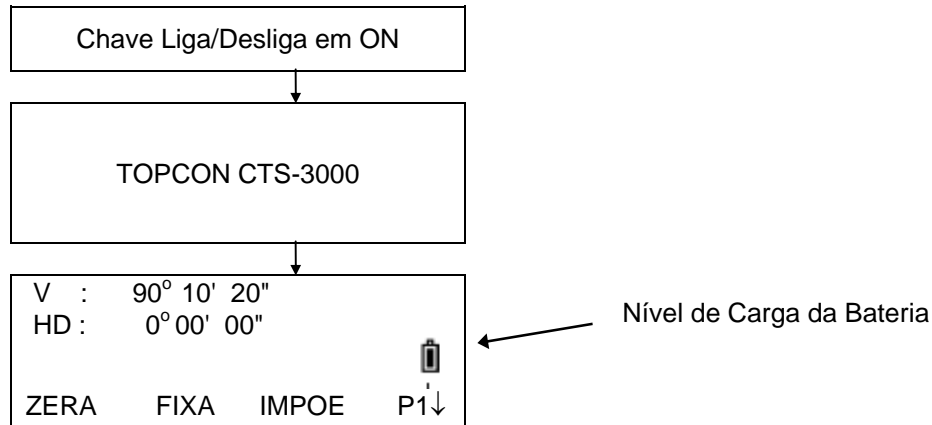 Chave Liga/Desliga em ON
TOPCON CTS-3000
V : 90° 10' 20"
HD : 0° 00' 00"
Nível de Carga da Bateria
ZERA FIXA IMPOE P1↓